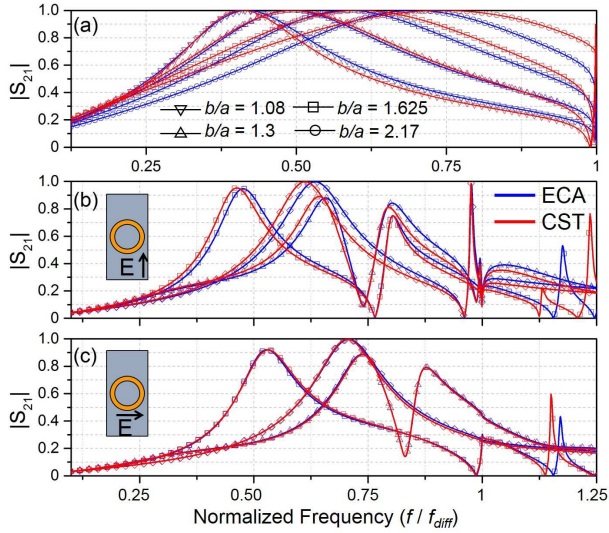 (a)
|S21|
1.0
0.8
0.6
0.4
0.2
0
b/a = 1.08
b/a = 1.625
b/a = 1.3
b/a = 2.17
0.25
0.50
0.75
1
(b)
ECA
CST
|S21|
1.0
0.8
0.6
0.4
0.2
0
E
(c)
|S21|
1.0
0.8
0.6
0.4
0.2
0
E
0.25
0.50
0.75
1
1.25
Normalized Frequency (f / fdiff)